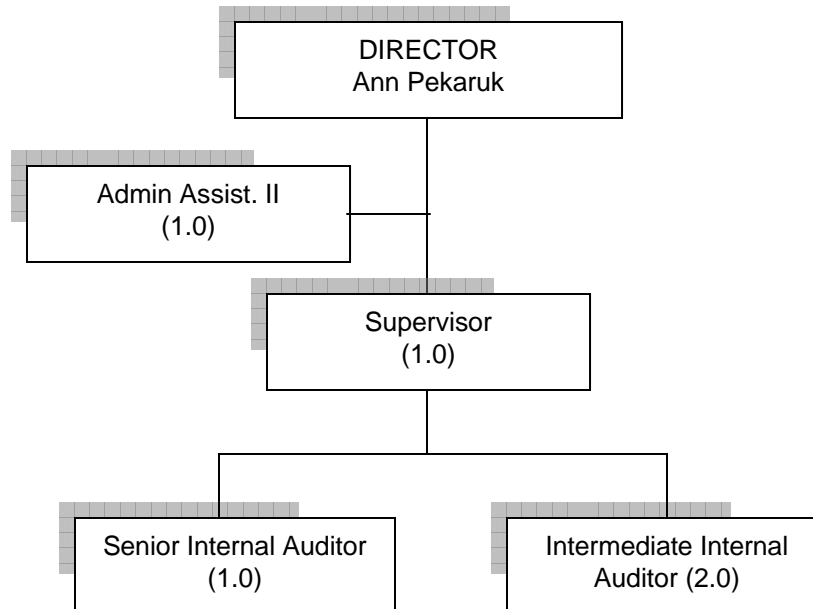 DIRECTOR
Ann Pekaruk
Admin Assist. II
(1.0)
Supervisor
(1.0)
Senior Internal Auditor
(1.0)
Intermediate Internal
Auditor (2.0)